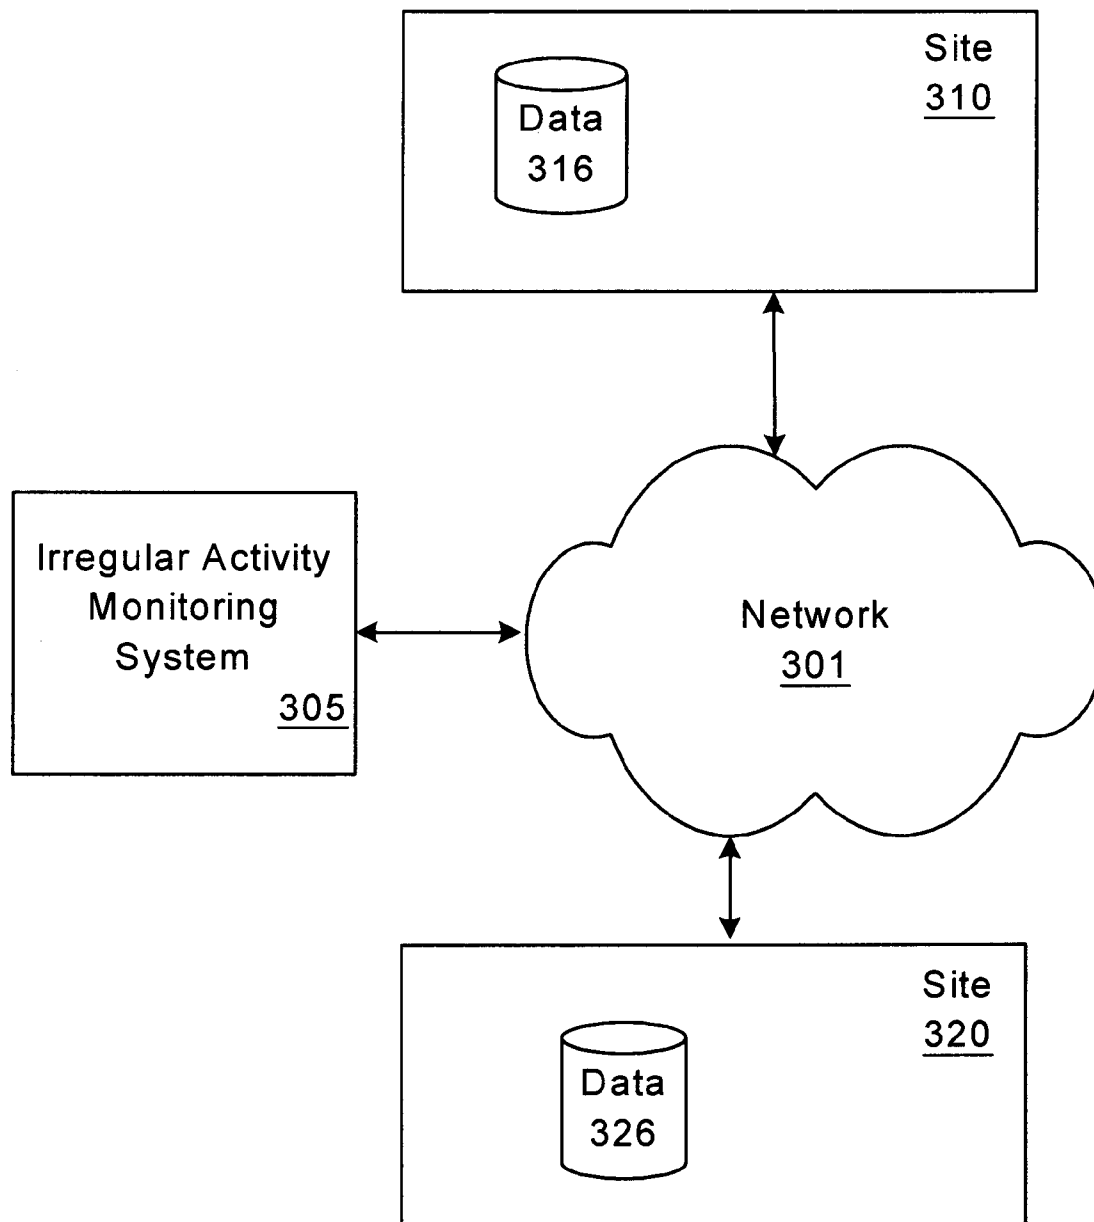 Site
310
Data
316
Irregular Activity
Monitoring
System
305
Network
301
Site
320
Data
326